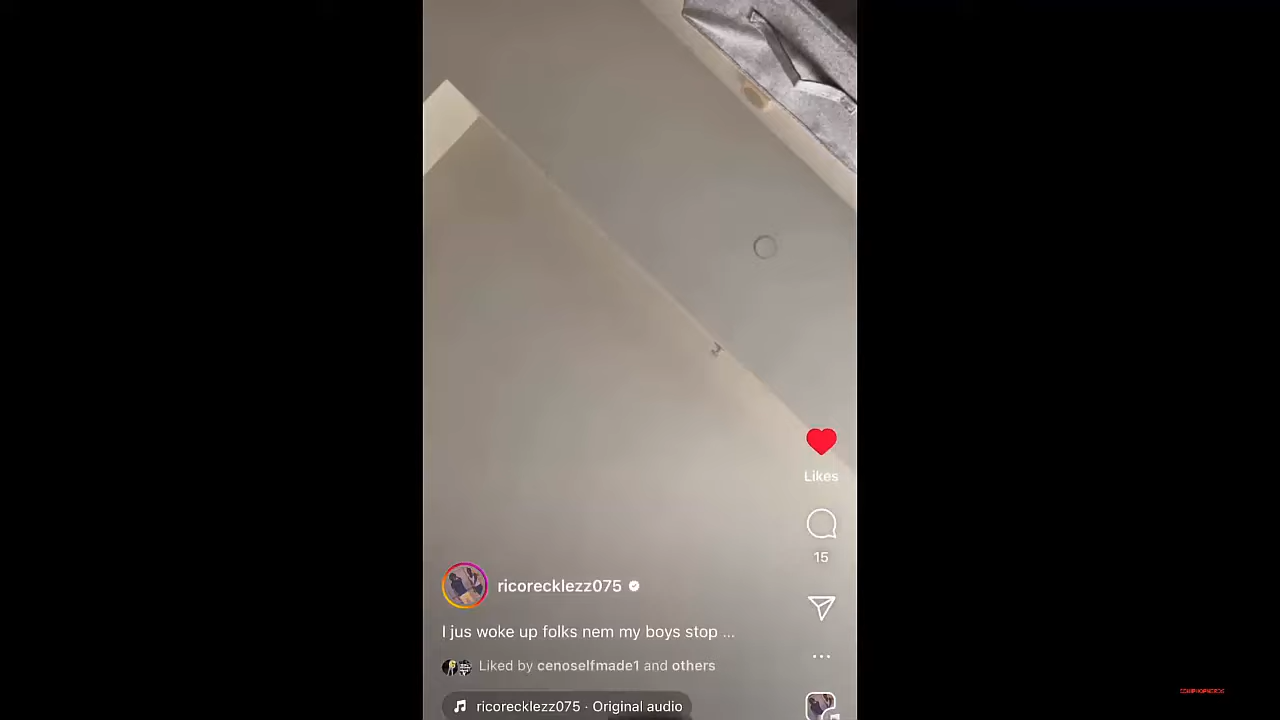 Likes
15
ricorecklezz075
I jus woke up folks nem my boys stop ...
Liked by cenoselfmade1 and others
ricorecklezz075 · Original audio